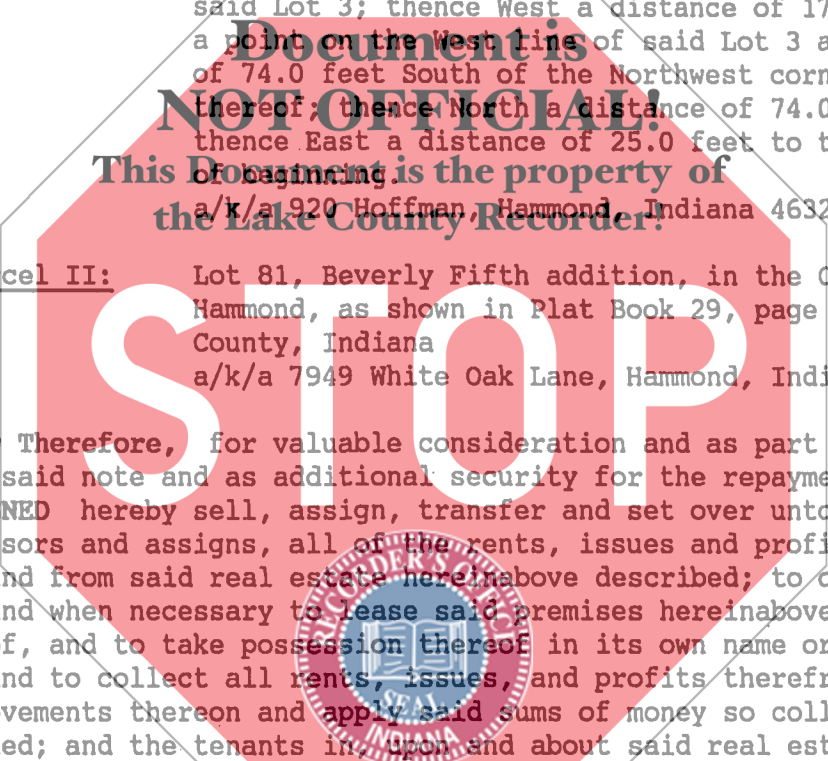 said Lot 3; thence West a distance of 17
a point on the West line of said Lot 3 a
of 74.0 feet South of the Northwest corn
thereof; thence North a distance of 74.0
thence East a distance of 25.0 feet to t
of beginning.
a/k/a 920 Hoffman, Hammond, Indiana 4632
Document is
NOT OFFICIAL!
This Document is the property of
the Lake County Recorder!
cel II: Lot 81, Beverly Fifth addition, in the C
Hammond, as shown in Plat Book 29, page
County, Indiana
a/k/a 7949 White Oak Lane, Hammond, Indi
STOP
Therefore, for valuable consideration and as part
said note and as additional security for the repayme
NED hereby sell, assign, transfer and set over unto
sors and assigns, all of the rents, issues and profi
nd from said real estate hereinabove described; to c
nd when necessary to lease said premises hereinabove
f, and to take possession thereof in its own name or
nd to collect all rents, issues, and profits therefr
vements thereon and apply said sums of money so coll
ed; and the tenants in, upon and about said real est
RECORDER'S OFFICE
SEAL
INDIANA